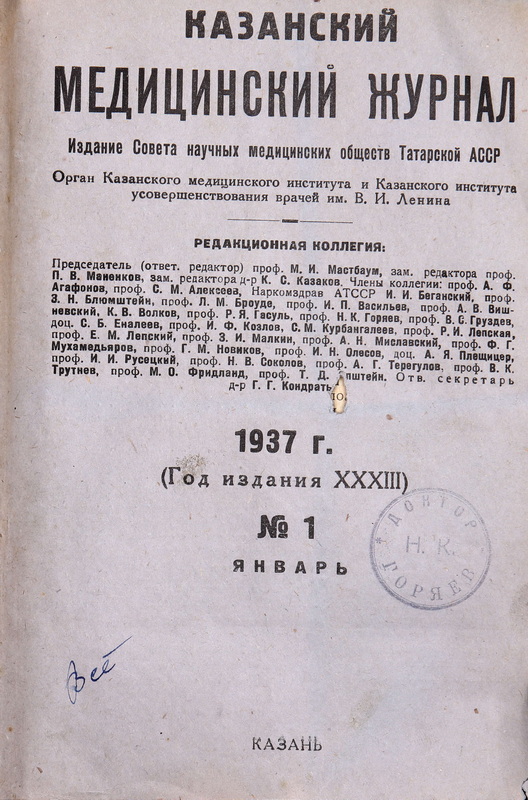 КАЗАНСКИЙ
МЕДИЦИНСКИЙ ЖУРНАЛ
Издание Совета научных медицинских обществ Татарской АССР
Орган Казанского медицинского института и Казанского института
усовершенствования врачей им. В. И. Ленина
РЕДАКЦИОННАЯ КОЛЛЕГИЯ:
Председатель (ответ. редактор) проф. М. И. Мастбаум, зам. редактора проф.
П. В. Маненков, зам. редактора д-р К. С. Казаков. Члены коллегии: проф. А. Ф.
Агафонов, проф. С. М. Алексеев, Наркомздрав АТССР И. И. Беганский, проф.
З. Н. Блюмштейн, проф. Л. М. Броуде, проф. И. П. Васильев, проф. А. В. Виш-
невский, К. В. Волков, проф. Р. Я. Гасуль, проф. Н. К. Горяев, проф. В. С. Груздев,
доц. С. Б. Еналеев, проф. И. Ф. Козлов, С. М. Курбангалеев, проф. Р. И. Лепская,
проф. Е. М. Лепский, проф. З. И. Малкин, проф. А. Н. Миславский, проф. Ф. Г.
Мухамедьяров, проф. Г. М. Новиков, проф. И. Н. Олесов, доц. А. Я. Плещицер,
проф. И. И. Русецкий, проф. Н. В. Соколов, проф. А. Г. Терегулов, проф. В. К.
Трутнев, проф. М. О. Фридланд, проф. Т. Д. пштейн. Отв. секретарь
д-р Г. Г. Кондрать
ю.
1937 г.
(Год издания XXXIII)
№ 1
ЯНВАРЬ
* ДОКТОР
Н. К.
ГОРЯЕВ
Всё
КАЗАНЬ